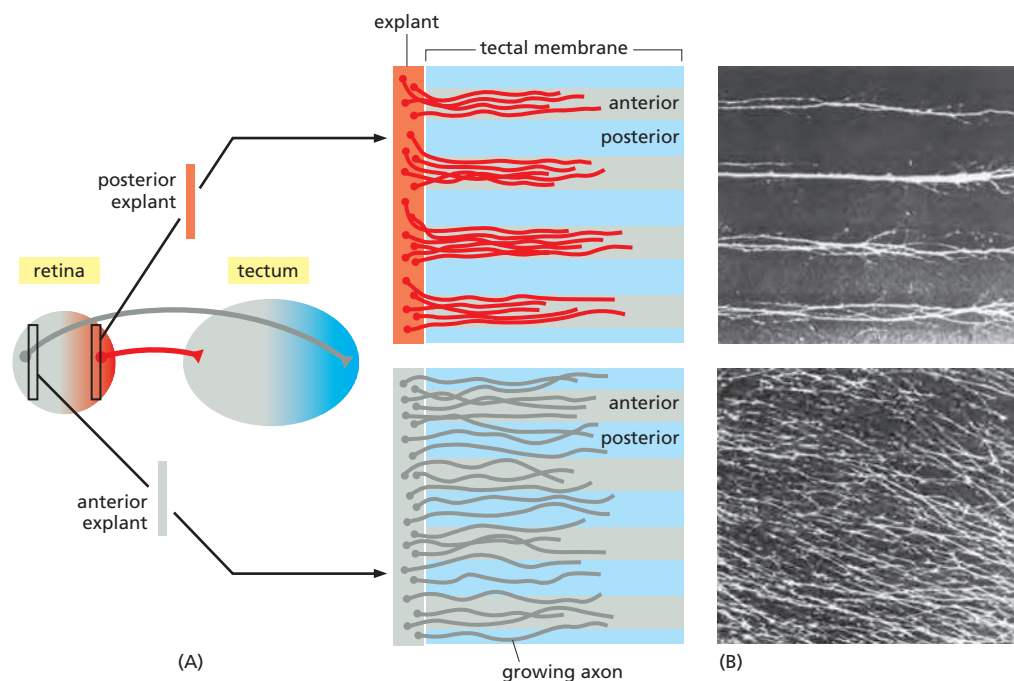 explant
tectal membrane
anterior
posterior
posterior
explant
retina
tectum
anterior
posterior
anterior
explant
growing axon
(A)
(B)